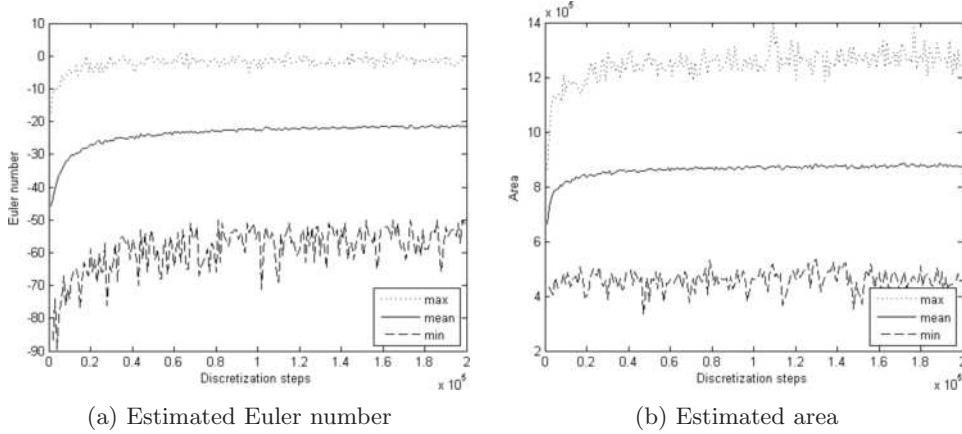 10
0
-10
-20
-30
-40
-50
-60
-70
-80
-90
Euler number
0 0.2 0.4 0.6 0.8 1 1.2 1.4 1.6 1.8 2
Discretization steps
x 10^5
max
mean
min
(a) Estimated Euler number
x 10^5
14
12
10
8
6
4
2
Area
0 0.2 0.4 0.6 0.8 1 1.2 1.4 1.6 1.8 2
Discretization steps
x 10^5
max
mean
min
(b) Estimated area